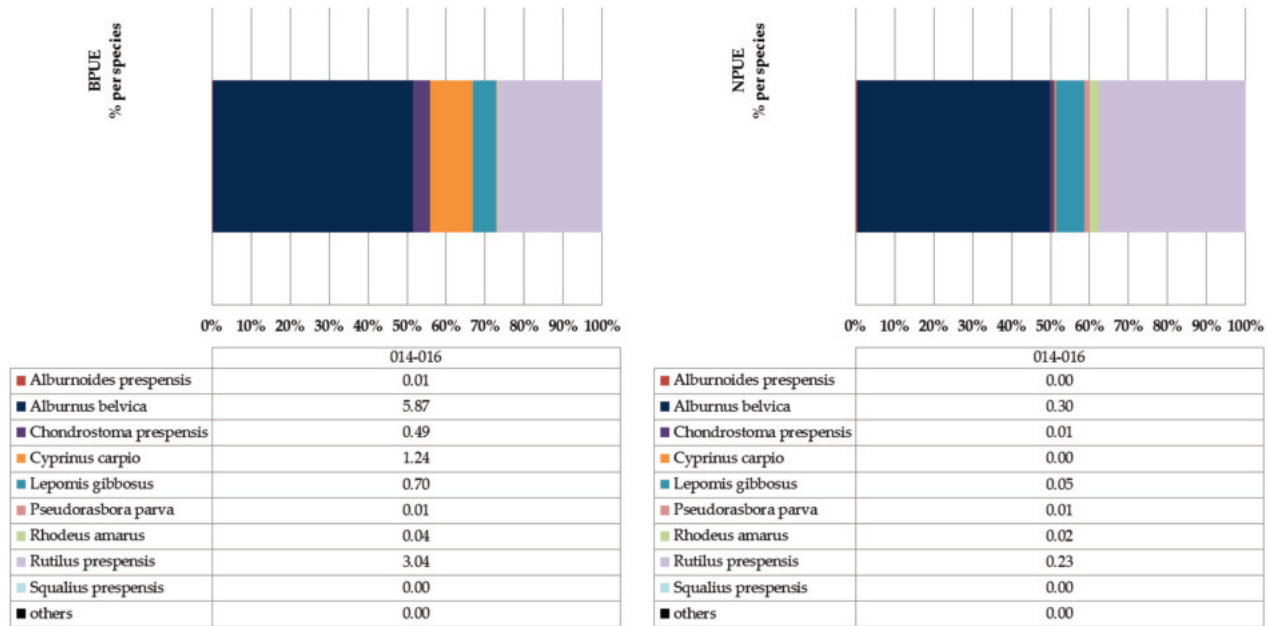 BPUE
% per species
0% 10% 20% 30% 40% 50% 60% 70% 80% 90% 100%
014-016
Alburnoides prespensis 0.01
Alburnus belvica 5.87
Chondrostoma prespensis 0.49
Cyprinus carpio 1.24
Lepomis gibbosus 0.70
Pseudorasbora parva 0.01
Rhodeus amarus 0.04
Rutilus prespensis 3.04
Squalius prespensis 0.00
others 0.00
NPUE
% per species
0% 10% 20% 30% 40% 50% 60% 70% 80% 90% 100%
014-016
Alburnoides prespensis 0.00
Alburnus belvica 0.30
Chondrostoma prespensis 0.01
Cyprinus carpio 0.00
Lepomis gibbosus 0.05
Pseudorasbora parva 0.01
Rhodeus amarus 0.02
Rutilus prespensis 0.23
Squalius prespensis 0.00
others 0.00